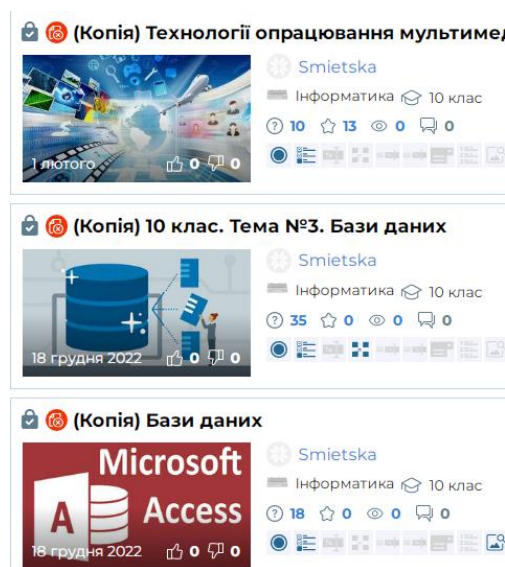 (Копія) Технології опрацювання мультимед
Smietska
Інформатика 10 клас
10 13 0 0
1 лютого 0 0
(Копія) 10 клас. Тема №3. Бази даних
Smietska
Інформатика 10 клас
35 0 0 0
18 грудня 2022 0 0
(Копія) Бази даних
Microsoft
Access
A
Smietska
Інформатика 10 клас
18 0 0 0
18 грудня 2022 0 0